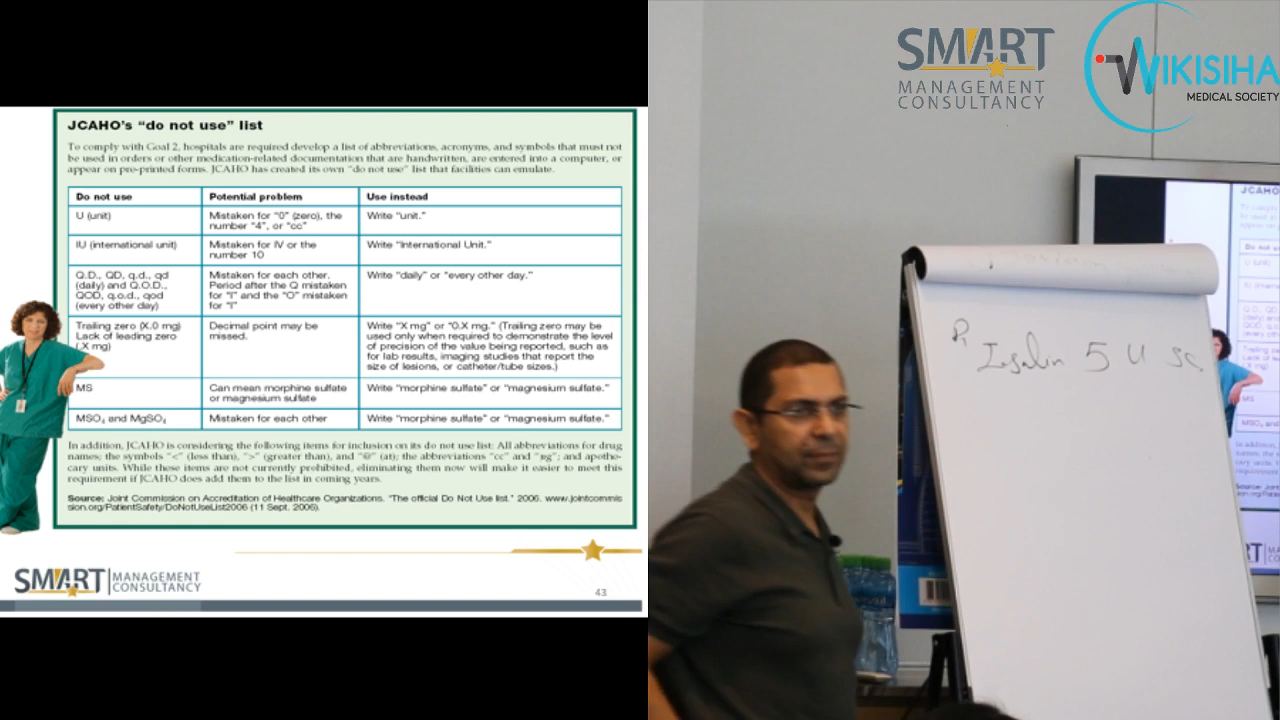 JCAHO's "do not use" list
To comply with Goal 2, hospitals are required develop a list of abbreviations, acronyms, and symbols that must not
be used in orders or other medication-related documentation that are handwritten, are entered into a computer, or
appear on pre-printed forms. JCAHO has created its own "do not use" list that facilities can emulate.
Do not use Potential problem Use instead
U (unit) Mistaken for "0" (zero), the
number "4", or "cc" Write "unit."
IU (international unit) Mistaken for IV or the
number 10 Write "International Unit."
Q.D., QD, q.d., qd
(daily) and Q.O.D.,
QOD, q.o.d., qod
(every other day)
Mistaken for each other.
Period after the Q mistaken
for "I" and the "O" mistaken
for "I"
Write "daily" or "every other day."
Trailing zero (X.0 mg)
Lack of leading zero
(.X mg)
Decimal point may be
missed.
Write "X mg" or "0.X mg." (Trailing zero may be
used only when required to demonstrate the level
of precision of the value being reported, such as
for lab results, imaging studies that report the
size of lesions, or catheter/tube sizes.)
MS
Can mean morphine sulfate
or magnesium sulfate
Write "morphine sulfate" or "magnesium sulfate."
MSO₄ and MgSO₄ Mistaken for each other Write "morphine sulfate" or "magnesium sulfate."
In addition, JCAHO is considering the following items for inclusion on its do not use list: All abbreviations for drug
names; the symbols "<" (less than), ">" (greater than), and "@" (at); the abbreviations "cc" and "µg"; and apothe-
cary units. While these items are not currently prohibited, eliminating them now will make it easier to meet this
requirement if JCAHO does add them to the list in coming years.
Source: Joint Commission on Accreditation of Healthcare Organizations. "The official Do Not Use list." 2006. www.jointcommis
sion.org/PatientSafety/DoNotUseList2006 (11 Sept. 2006).
SMART MANAGEMENT
CONSULTANCY
43
SMART
MANAGEMENT
CONSULTANCY
WIKISIHA
MEDICAL SOCIETY
R
Insulin 5 U SC
JCAHO